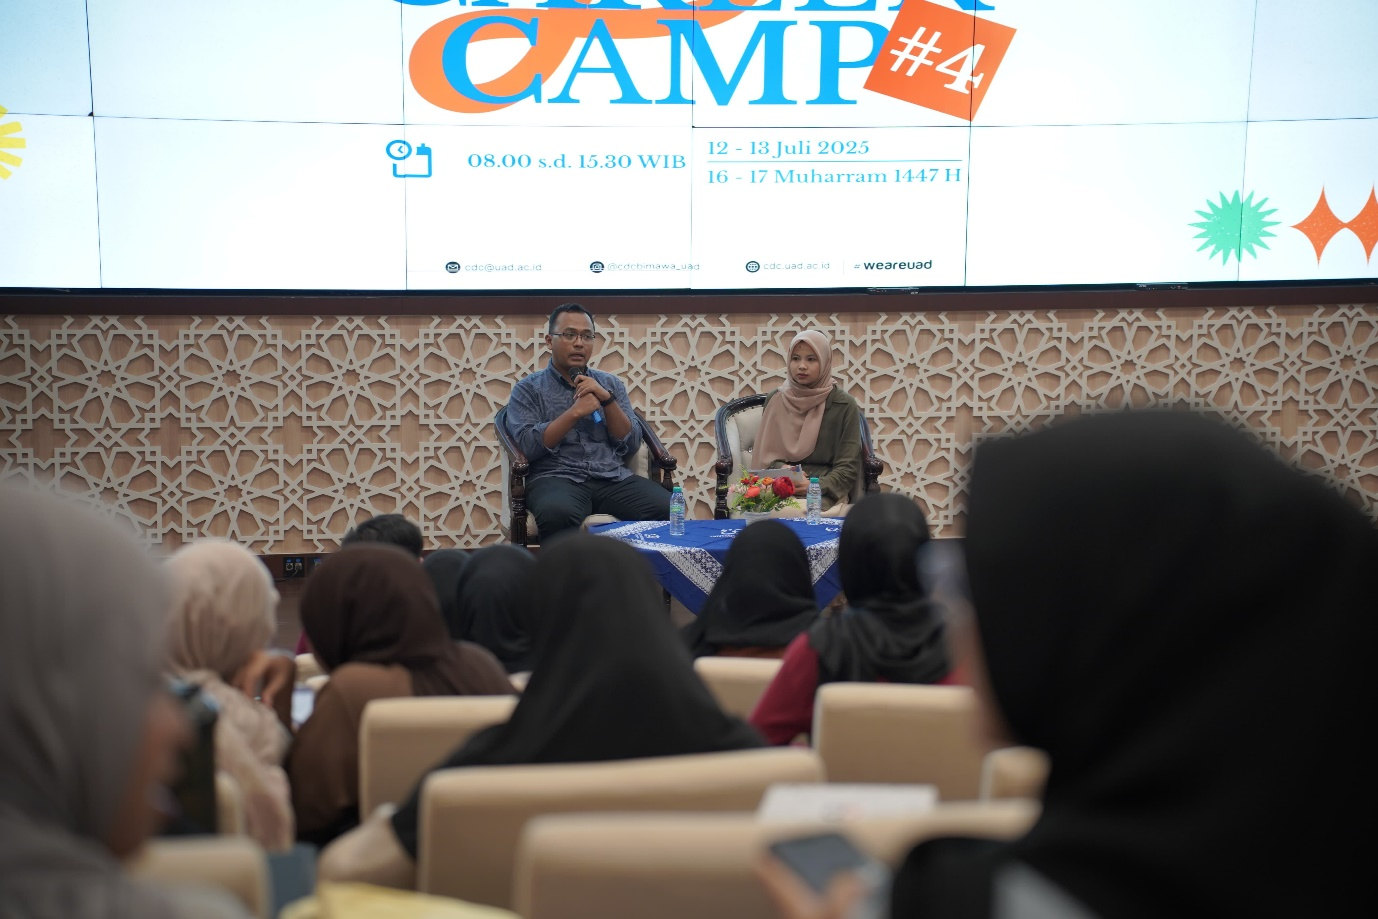 CAREER
CAMP
#4
08.00 s.d. 15.30 WIB
12 - 13 Juli 2025
16 - 17 Muharram 1447 H
cdc@uad.ac.id
@cdcbimawa_uad
cdc.uad.ac.id
# weareuad